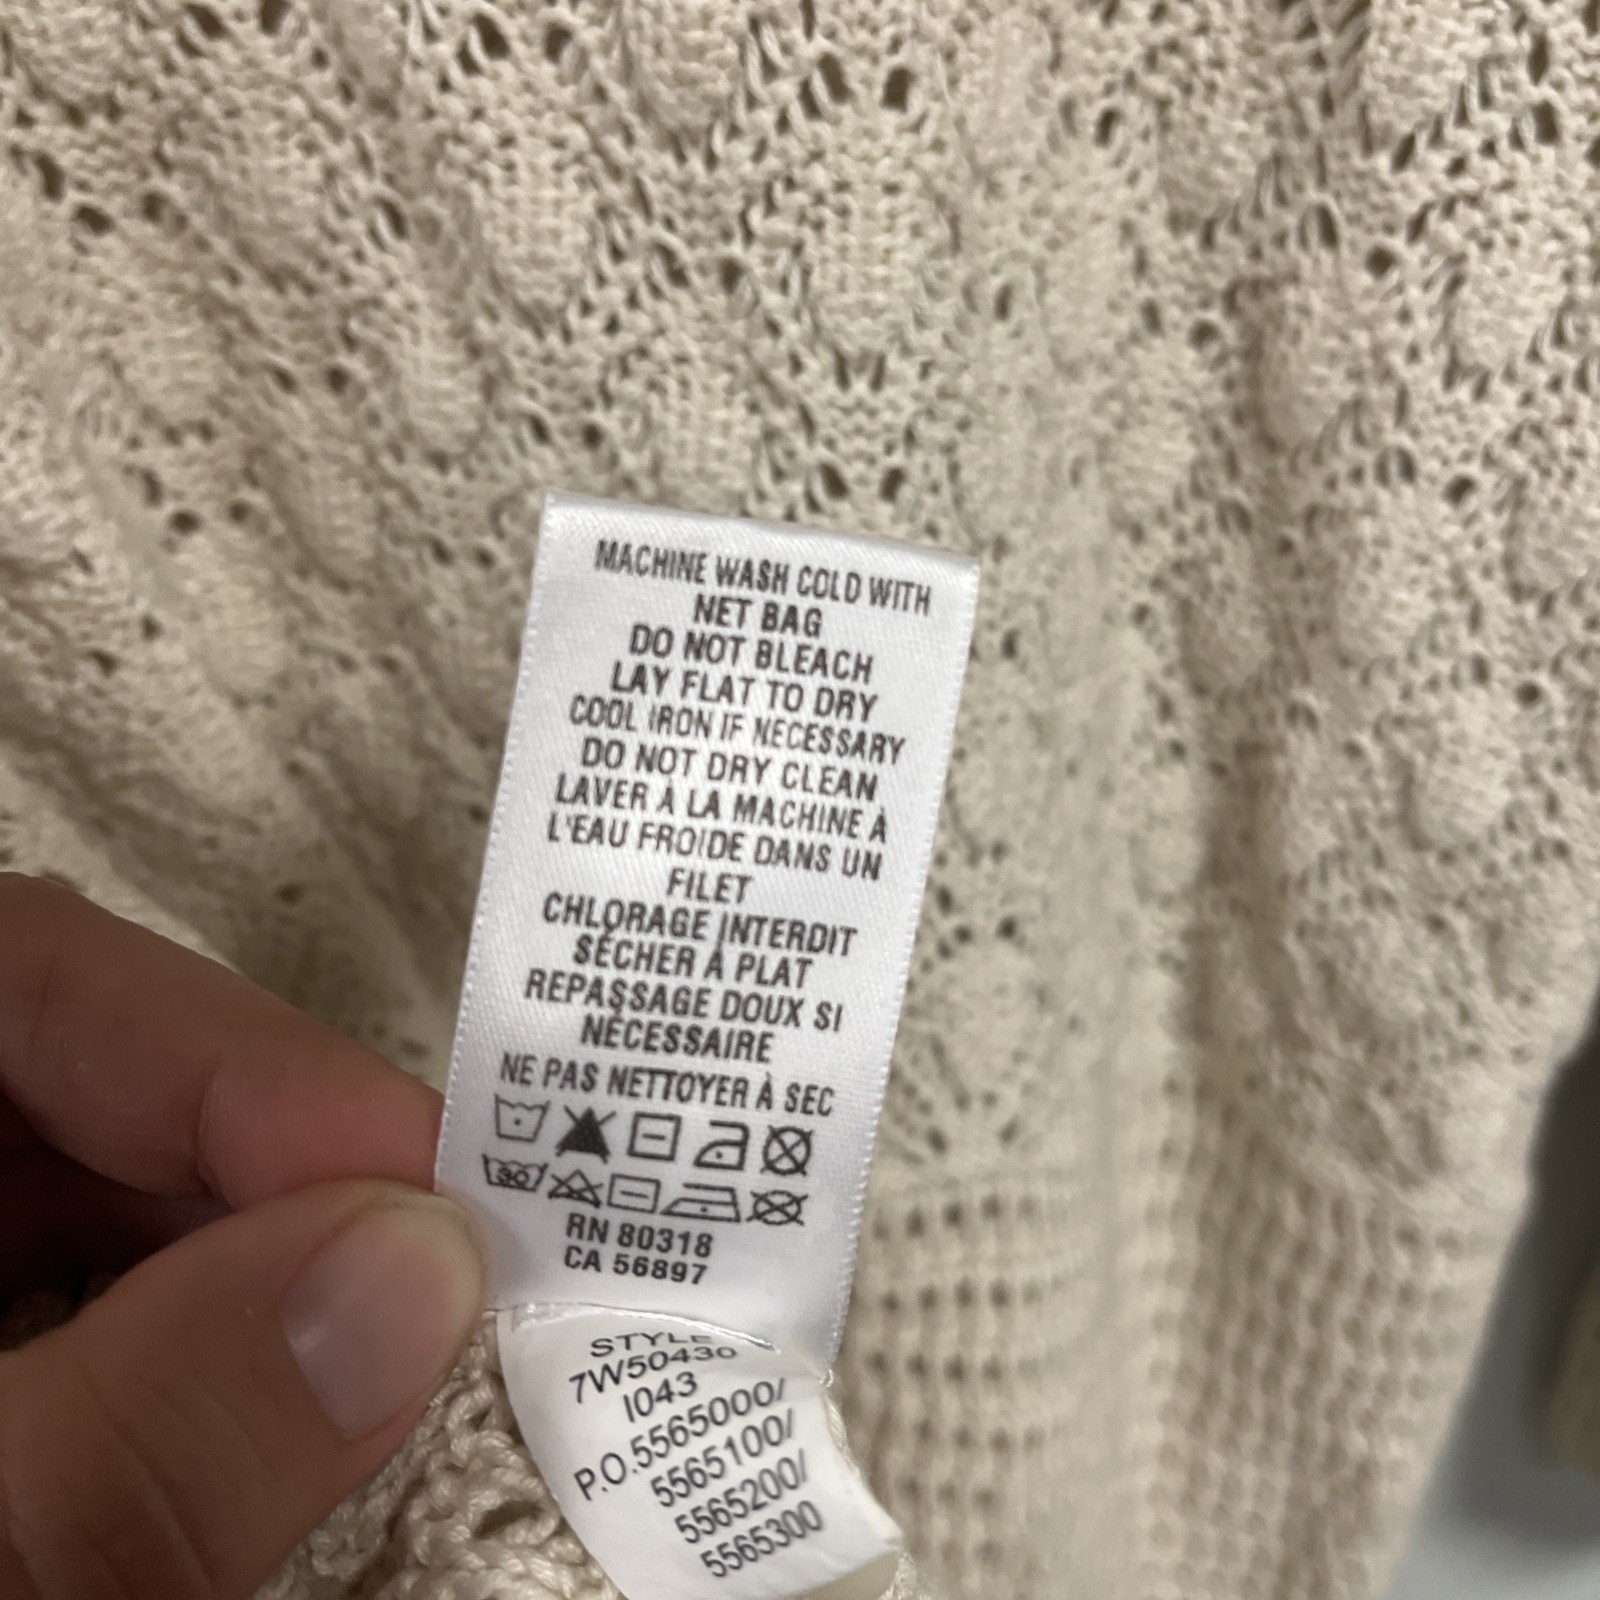 MACHINE WASH COLD WITH
NET BAG
DO NOT BLEACH
LAY FLAT TO DRY
COOL IRON IF NECESSARY
DO NOT DRY CLEAN
LAVER À LA MACHINE À
L'EAU FROIDE DANS UN
FILET
CHLORAGE INTERDIT
SÉCHER À PLAT
REPASSAGE DOUX SI
NÉCESSAIRE
NE PAS NETTOYER À SEC
30
RN 80318
CA 56897
STYLE
7W50430
I043
P.O.5565000/
5565100/
5565200/
5565300